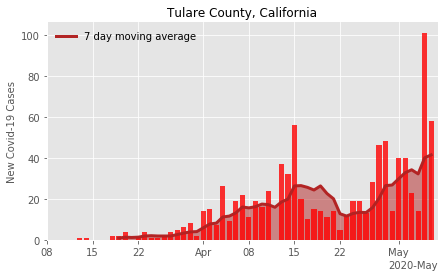 Tulare County, California
7 day moving average
New Covid-19 Cases
100
80
60
40
20
0
08 15 22 Apr 08 15 22 May
2020-May